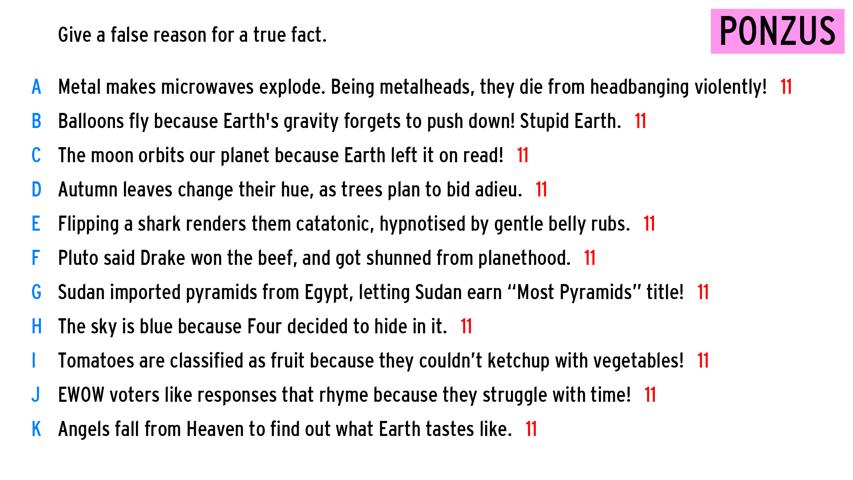 Give a false reason for a true fact.
PONZUS
A Metal makes microwaves explode. Being metalheads, they die from headbanging violently! 11
B Balloons fly because Earth's gravity forgets to push down! Stupid Earth. 11
C The moon orbits our planet because Earth left it on read! 11
D Autumn leaves change their hue, as trees plan to bid adieu. 11
E Flipping a shark renders them catatonic, hypnotised by gentle belly rubs. 11
F Pluto said Drake won the beef, and got shunned from planethood. 11
G Sudan imported pyramids from Egypt, letting Sudan earn “Most Pyramids” title! 11
H The sky is blue because Four decided to hide in it. 11
I Tomatoes are classified as fruit because they couldn’t ketchup with vegetables! 11
J EWOW voters like responses that rhyme because they struggle with time! 11
K Angels fall from Heaven to find out what Earth tastes like. 11